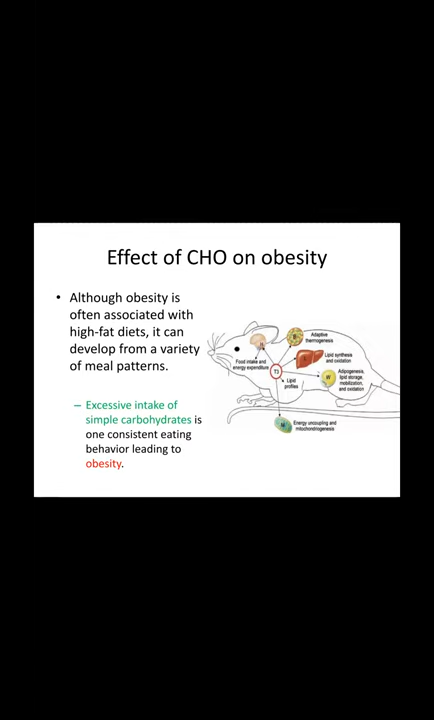 Effect of CHO on obesity
• Although obesity is
often associated with
high-fat diets, it can
develop from a variety
of meal patterns.
– Excessive intake of
simple carbohydrates is
one consistent eating
behavior leading to
obesity.
Adaptive
thermogenesis
H
B
Food intake and
energy expenditure
T3
Lipid synthesis
and oxidation
Lipid
profiles
W
Adipogenesis,
lipid storage,
mobilization,
and oxidation
M
Energy uncoupling and
mitochondriogenesis